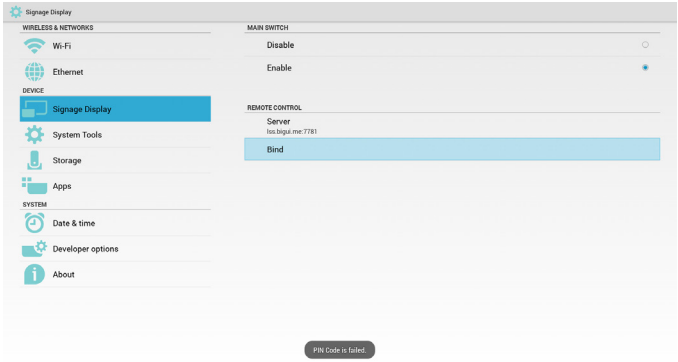 Signage Display
WIRELESS & NETWORKS
Wi-Fi
Ethernet
DEVICE
Signage Display
System Tools
Storage
Apps
SYSTEM
Date & time
Developer options
About
MAIN SWITCH
Disable
Enable
REMOTE CONTROL
Server
lss.bigui.me:7781
Bind
PIN Code is failed.